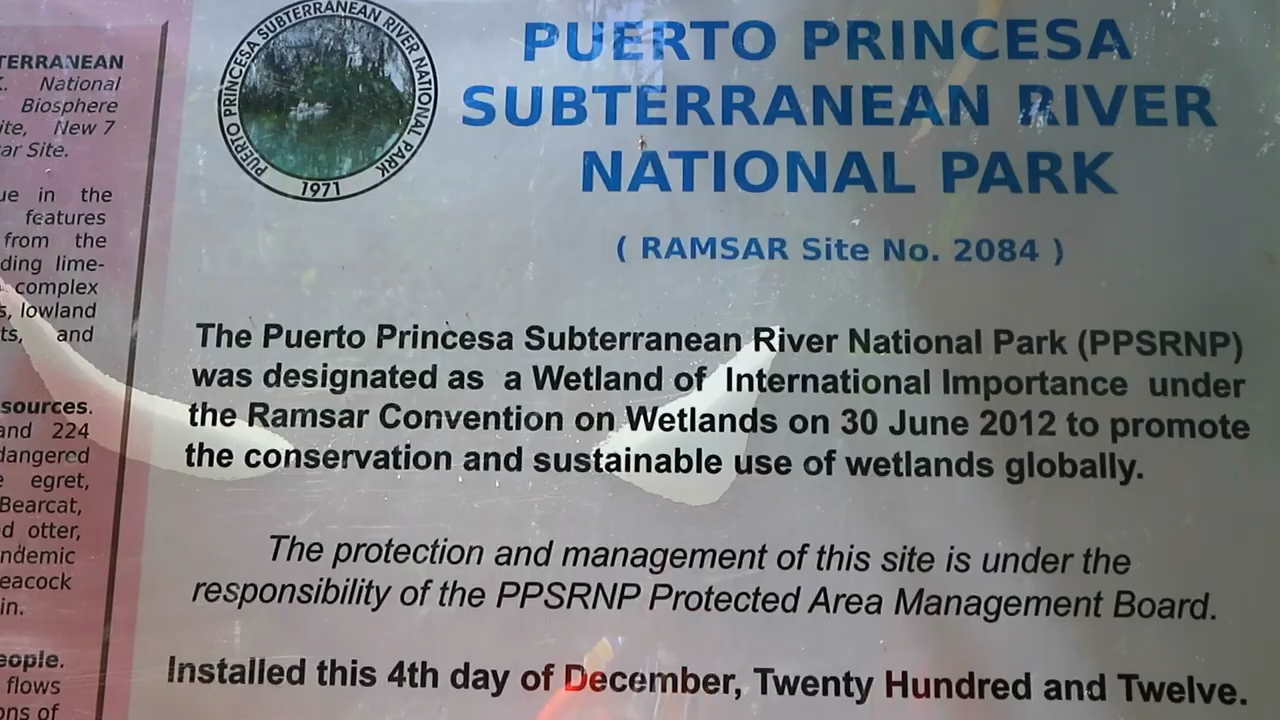 TERRANEAN
National
Biosphere
New 7
ar Site.
in the
features
from the
ding lime-
complex
lowland
and
sources.
and 224
dangered
egret,
Bearcat,
otter,
ndemic
eacock
in.
eople.
flows
ons of
PUERTO PRINCESA SUBTERRANEAN RIVER NATIONAL PARK
1971
PUERTO PRINCESA
SUBTERRANEAN RIVER
NATIONAL PARK
( RAMSAR Site No. 2084 )
The Puerto Princesa Subterranean River National Park (PPSRNP)
was designated as a Wetland of International Importance under
the Ramsar Convention on Wetlands on 30 June 2012 to promote
the conservation and sustainable use of wetlands globally.
The protection and management of this site is under the
responsibility of the PPSRNP Protected Area Management Board.
Installed this 4th day of December, Twenty Hundred and Twelve.